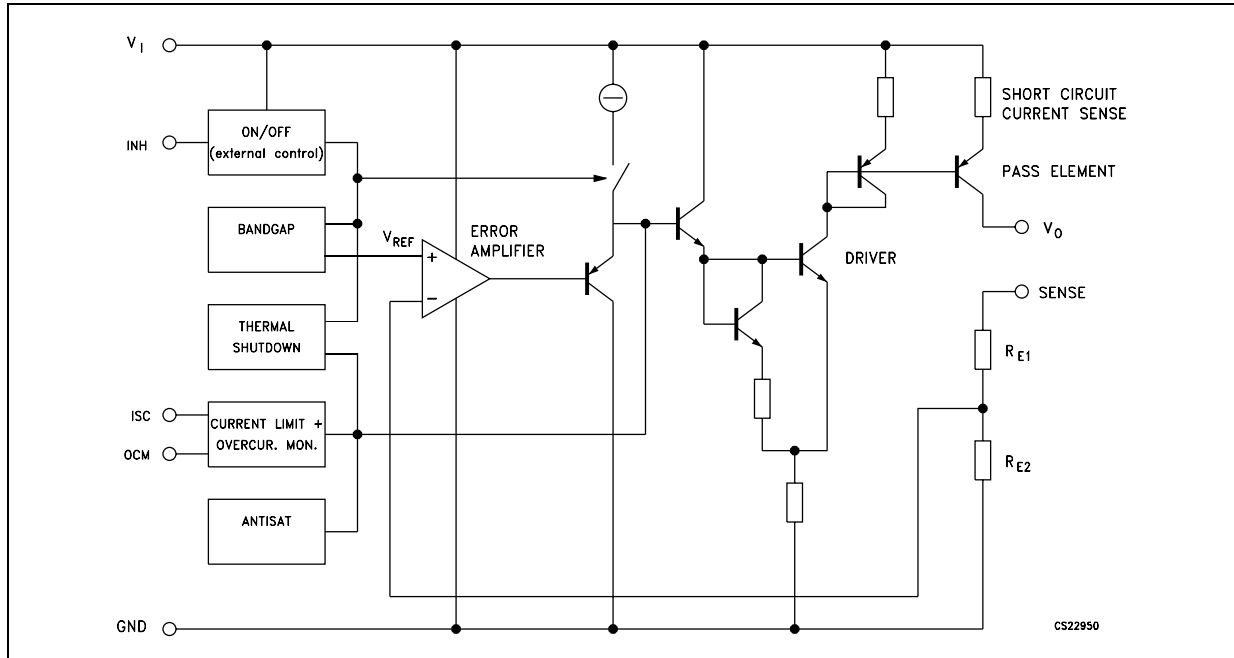 V I
INH
ON/OFF
(external control)
BANDGAP
V REF
ERROR
AMPLIFIER
+
−
THERMAL
SHUTDOWN
ISC
OCM
CURRENT LIMIT +
OVERCUR. MON.
ANTISAT
GND
SHORT CIRCUIT
CURRENT SENSE
PASS ELEMENT
V O
DRIVER
SENSE
R E1
R E2
CS22950